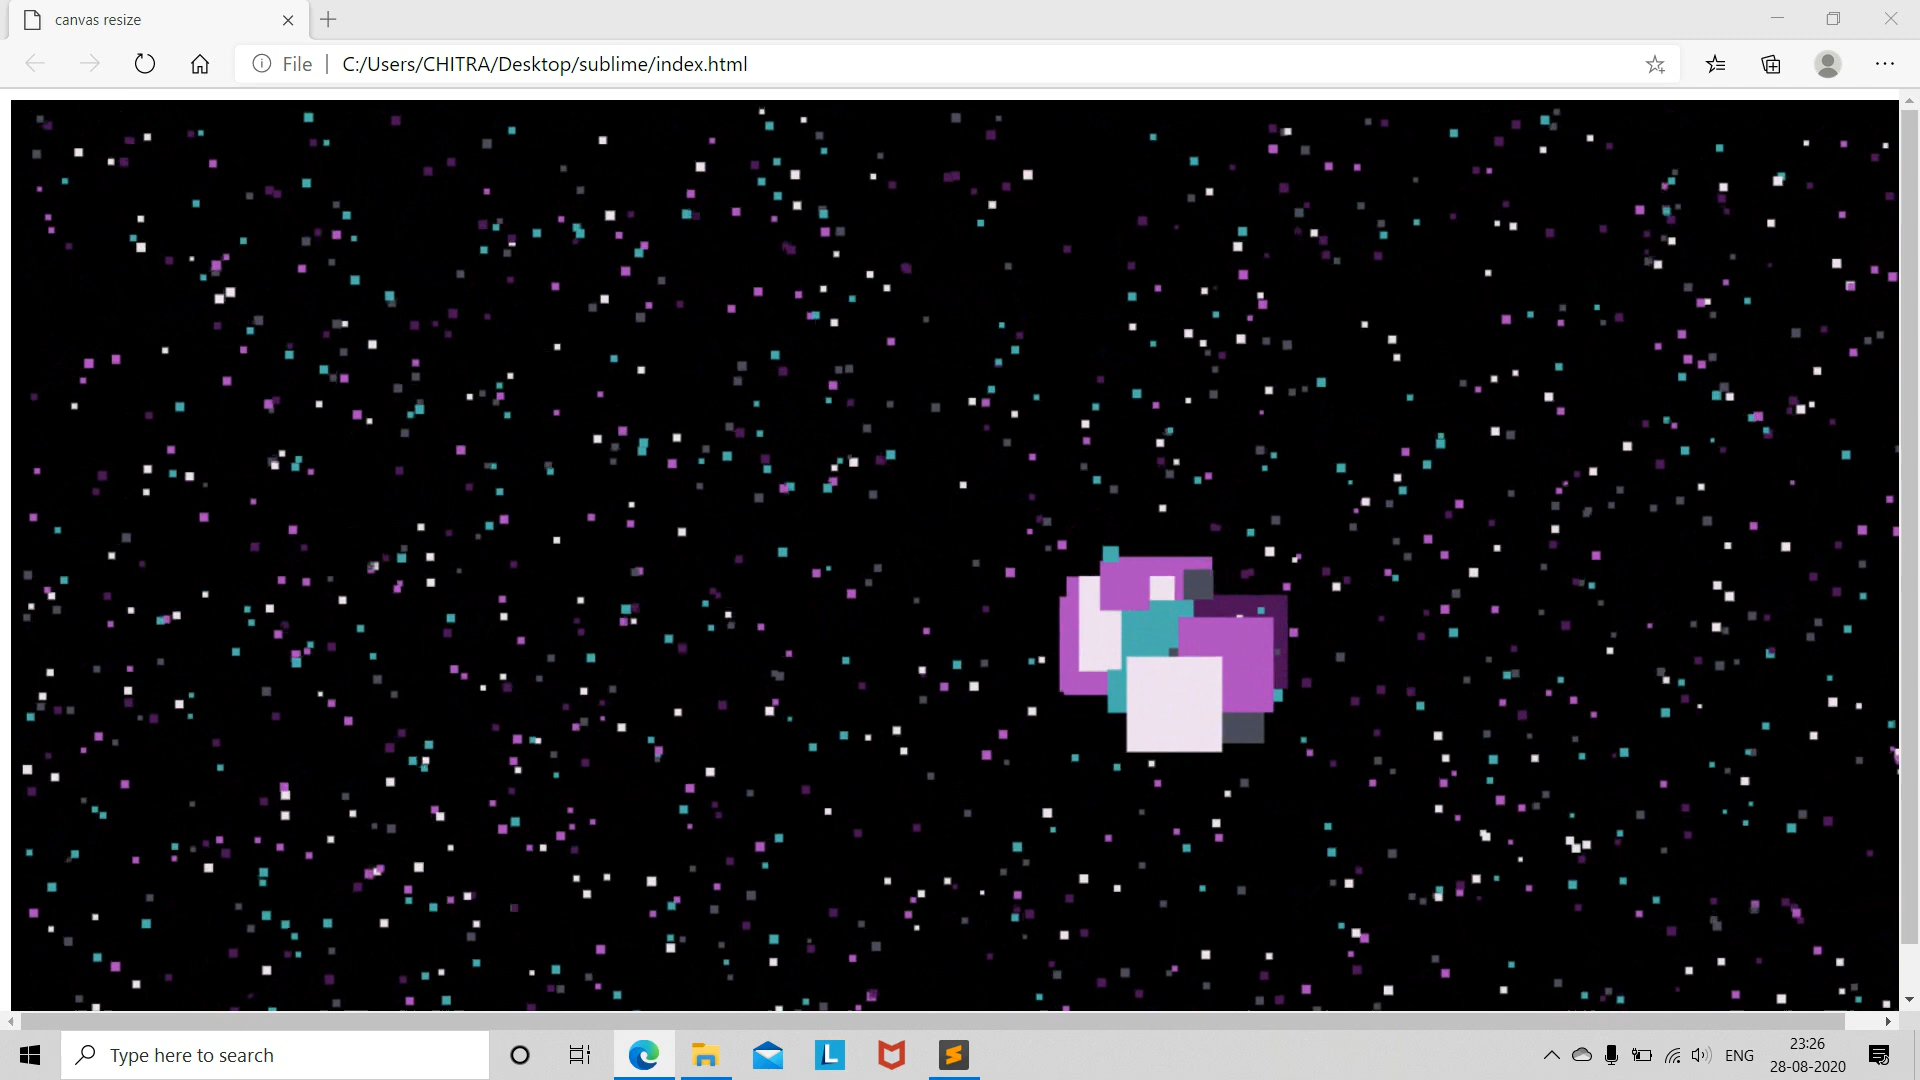 canvas resize
File | C:/Users/CHITRA/Desktop/sublime/index.html
Type here to search
L
ENG
23:26
28-08-2020